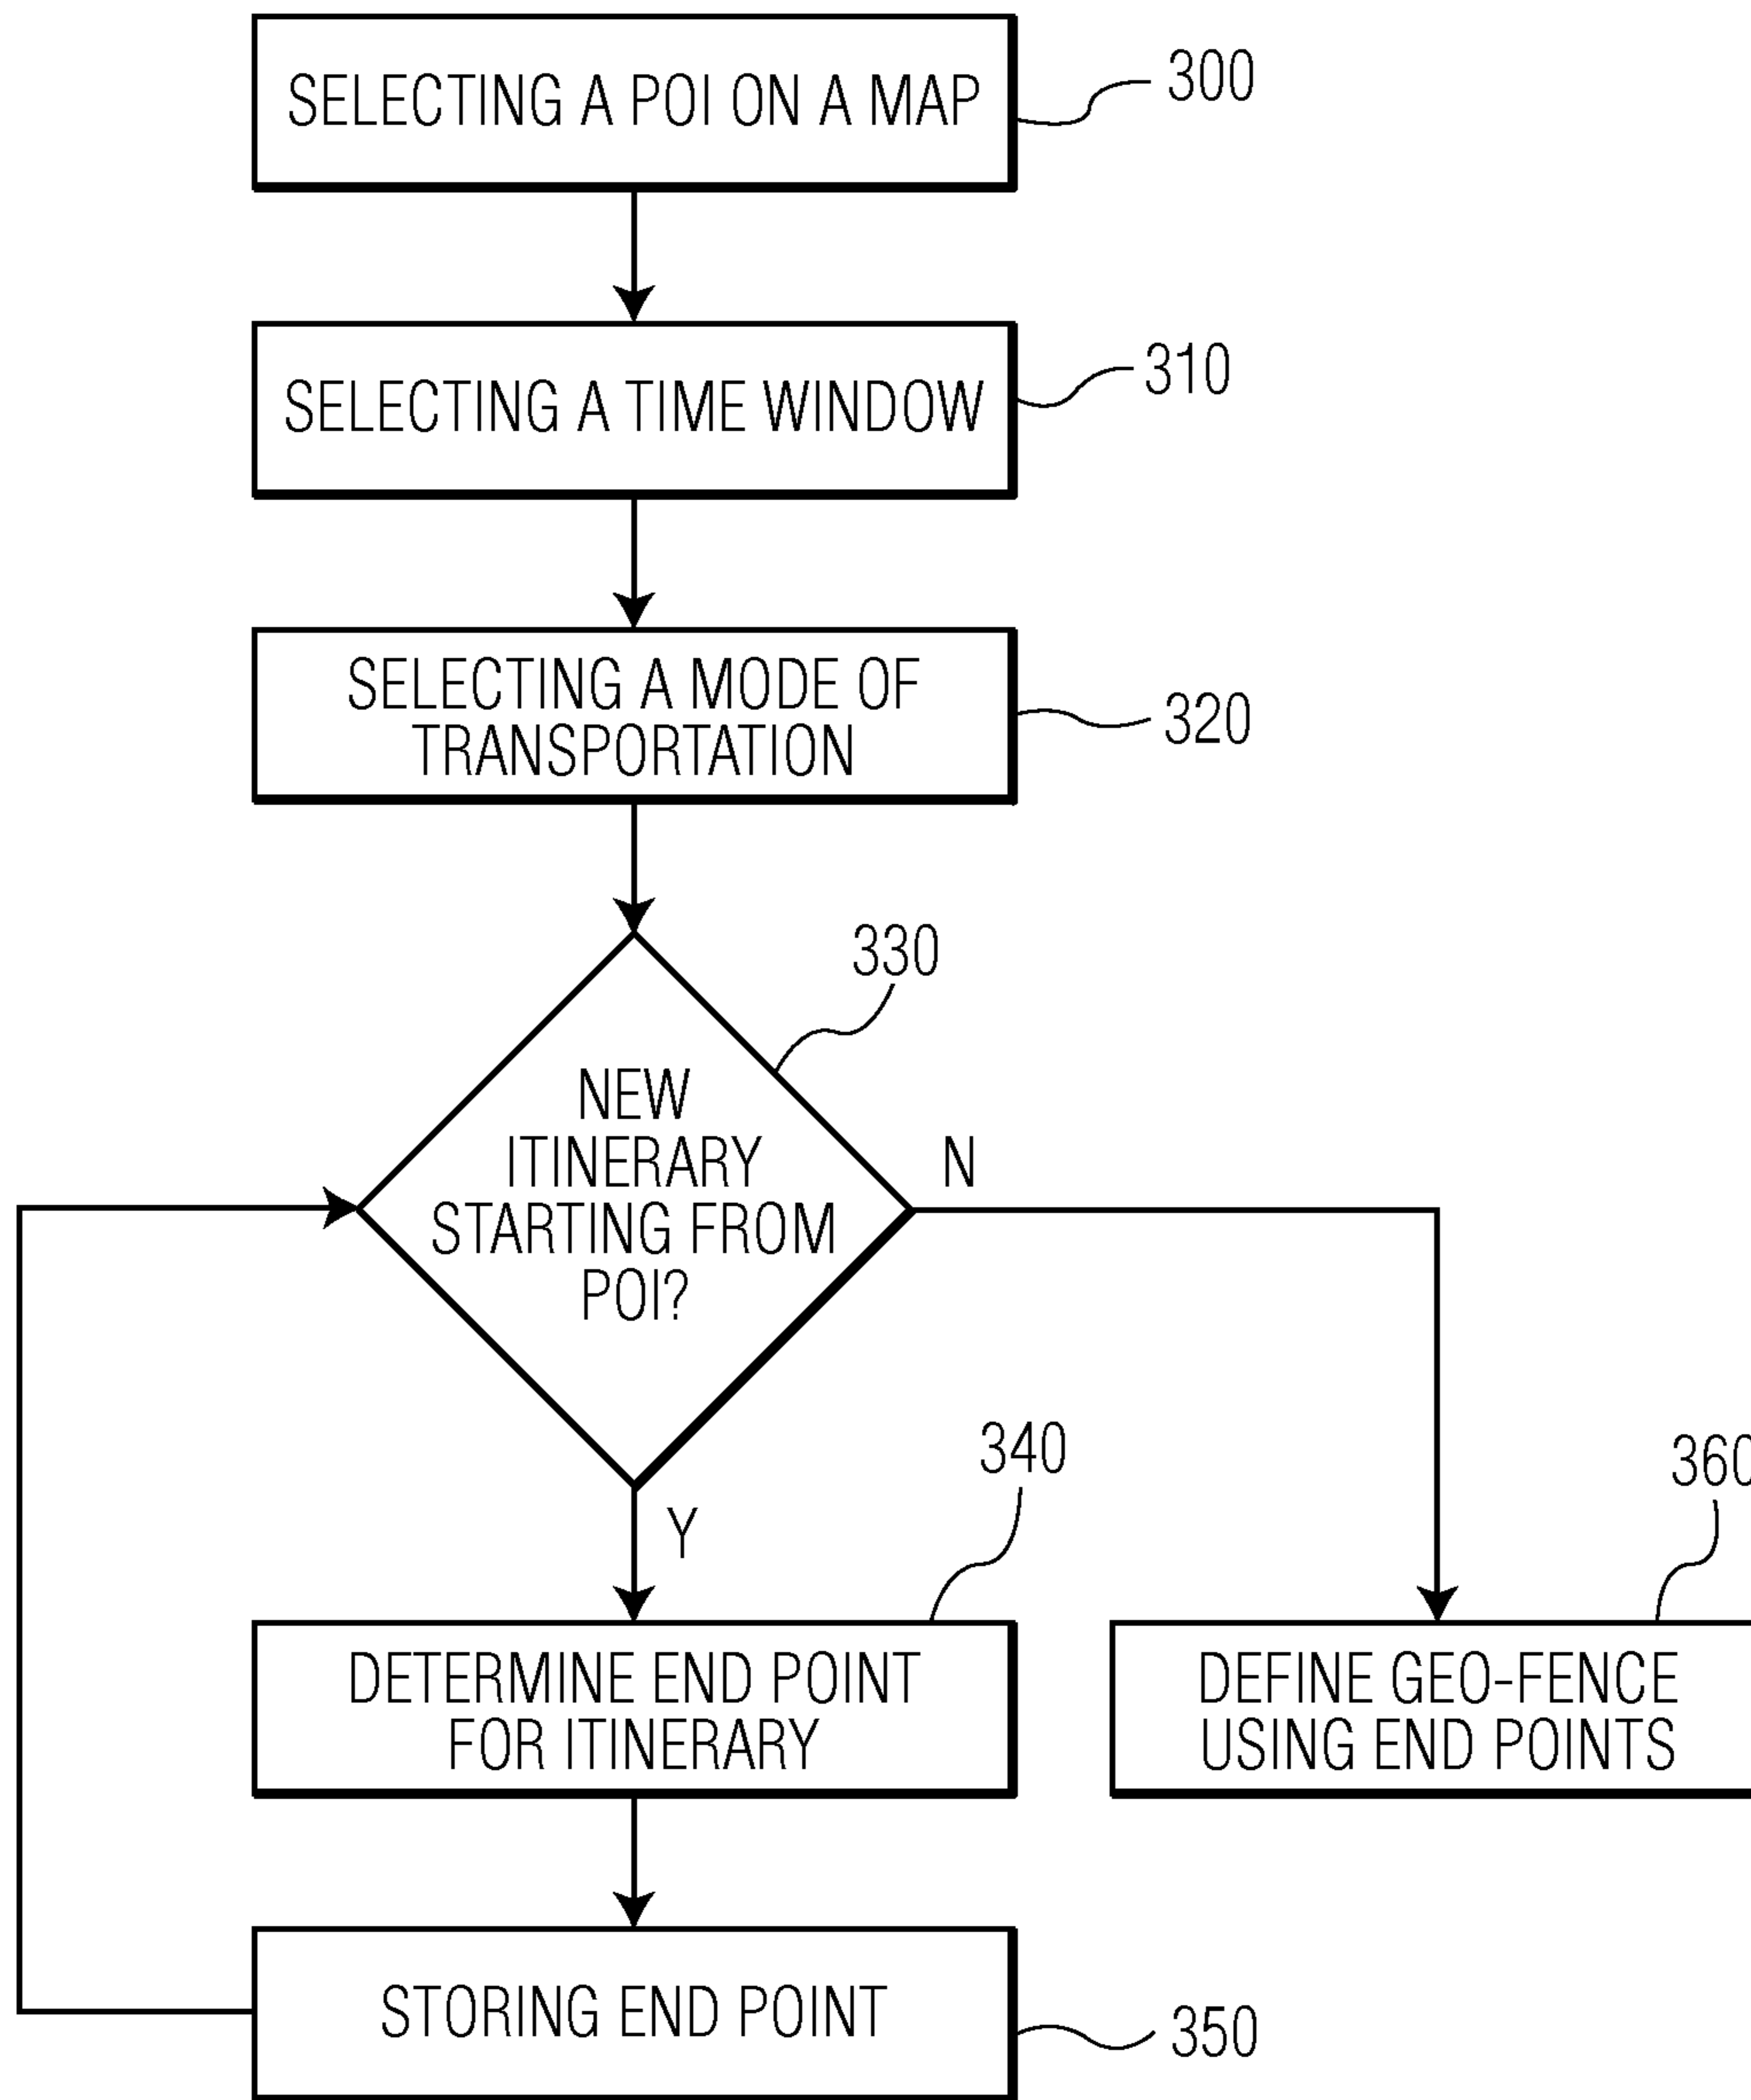 SELECTING A POI ON A MAP
300
SELECTING A TIME WINDOW
310
SELECTING A MODE OF
TRANSPORTATION
320
330
NEW
ITINERARY
STARTING FROM
POI?
N
Y
340
360
DETERMINE END POINT
FOR ITINERARY
DEFINE GEO-FENCE
USING END POINTS
STORING END POINT
350